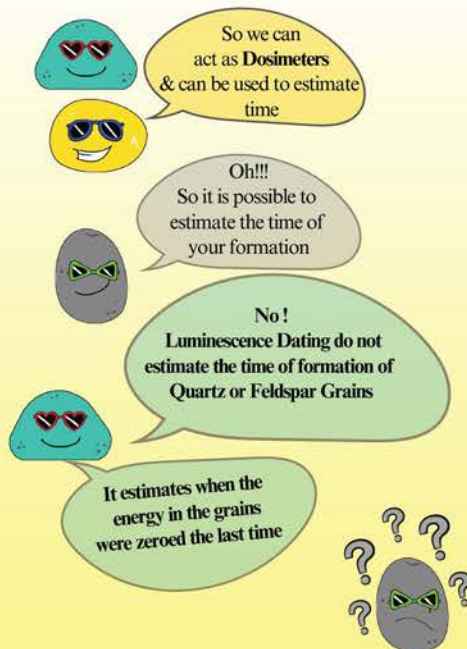 So we can
act as Dosimeters
& can be used to estimate
time
Oh!!!
So it is possible to
estimate the time of
your formation
No !
Luminescence Dating do not
estimate the time of formation of
Quartz or Feldspar Grains
It estimates when the
energy in the grains
were zeroed the last time
? ? ? ? ?